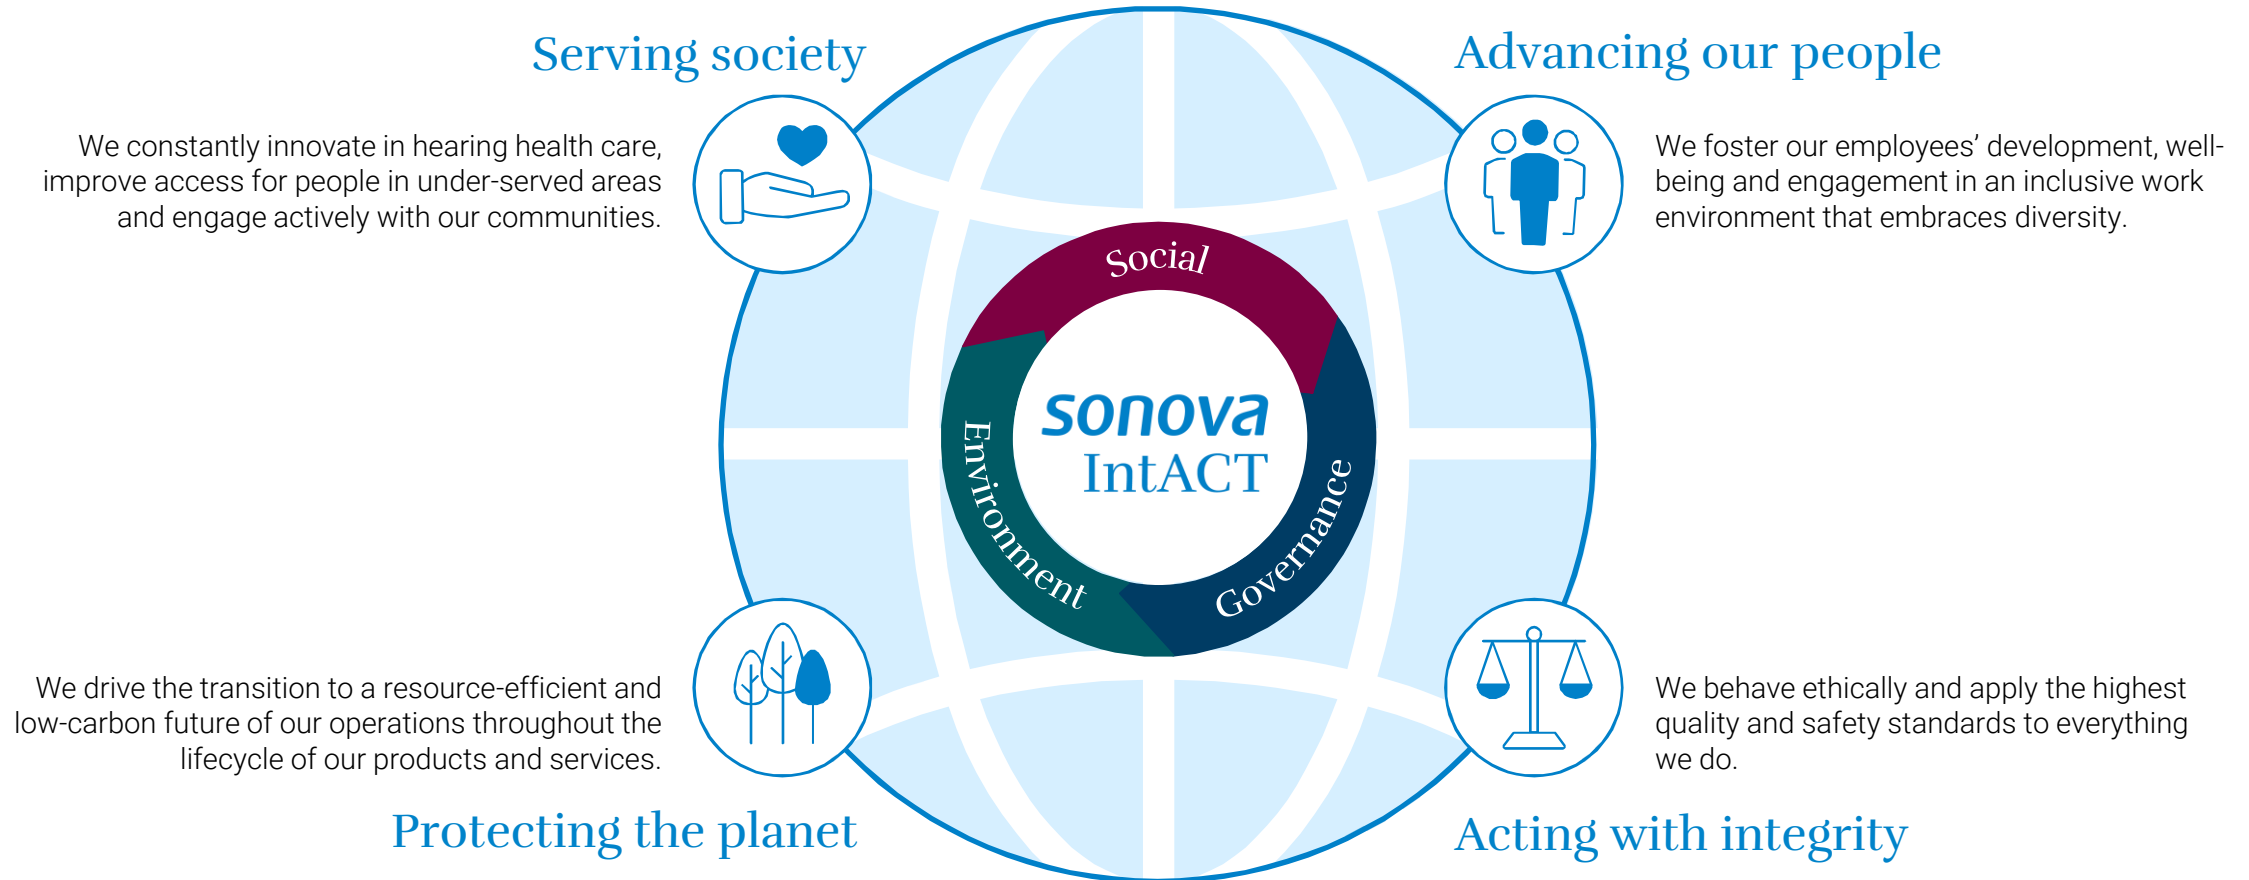 Serving society
We constantly innovate in hearing health care,
improve access for people in under-served areas
and engage actively with our communities.
Advancing our people
We foster our employees’ development, well-
being and engagement in an inclusive work
environment that embraces diversity.
Social
Environment
Governance
sonova
IntACT
We drive the transition to a resource-efficient and
low-carbon future of our operations throughout the
lifecycle of our products and services.
Protecting the planet
We behave ethically and apply the highest
quality and safety standards to everything
we do.
Acting with integrity